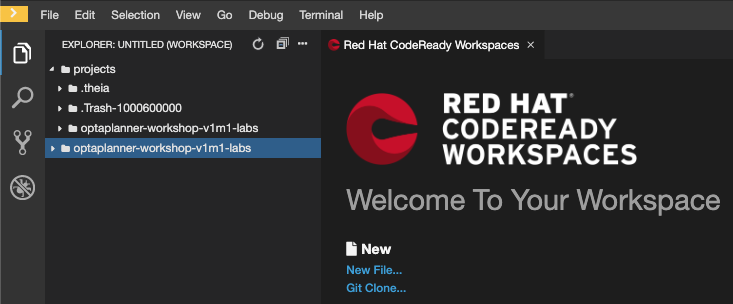 File Edit Selection View Go Debug Terminal Help
EXPLORER: UNTITLED (WORKSPACE)
projects
.theia
.Trash-1000600000
optaplanner-workshop-v1m1-labs
optaplanner-workshop-v1m1-labs
Red Hat CodeReady Workspaces
RED HAT
CODEREADY
WORKSPACES
Welcome To Your Workspace
New
New File...
Git Clone...